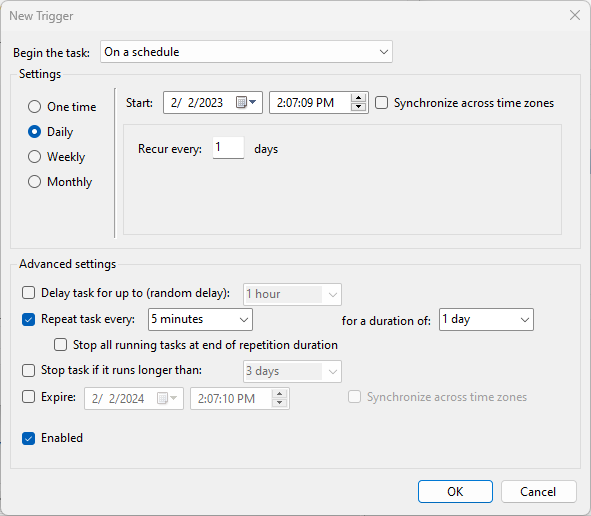 New Trigger
Begin the task: On a schedule
Settings
One time
Daily
Weekly
Monthly
Start: 2/ 2/2023 2:07:09 PM Synchronize across time zones
Recur every: 1 days
Advanced settings
Delay task for up to (random delay): 1 hour
Repeat task every: 5 minutes for a duration of: 1 day
Stop all running tasks at end of repetition duration
Stop task if it runs longer than: 3 days
Expire: 2/ 2/2024 2:07:10 PM Synchronize across time zones
Enabled
OK Cancel